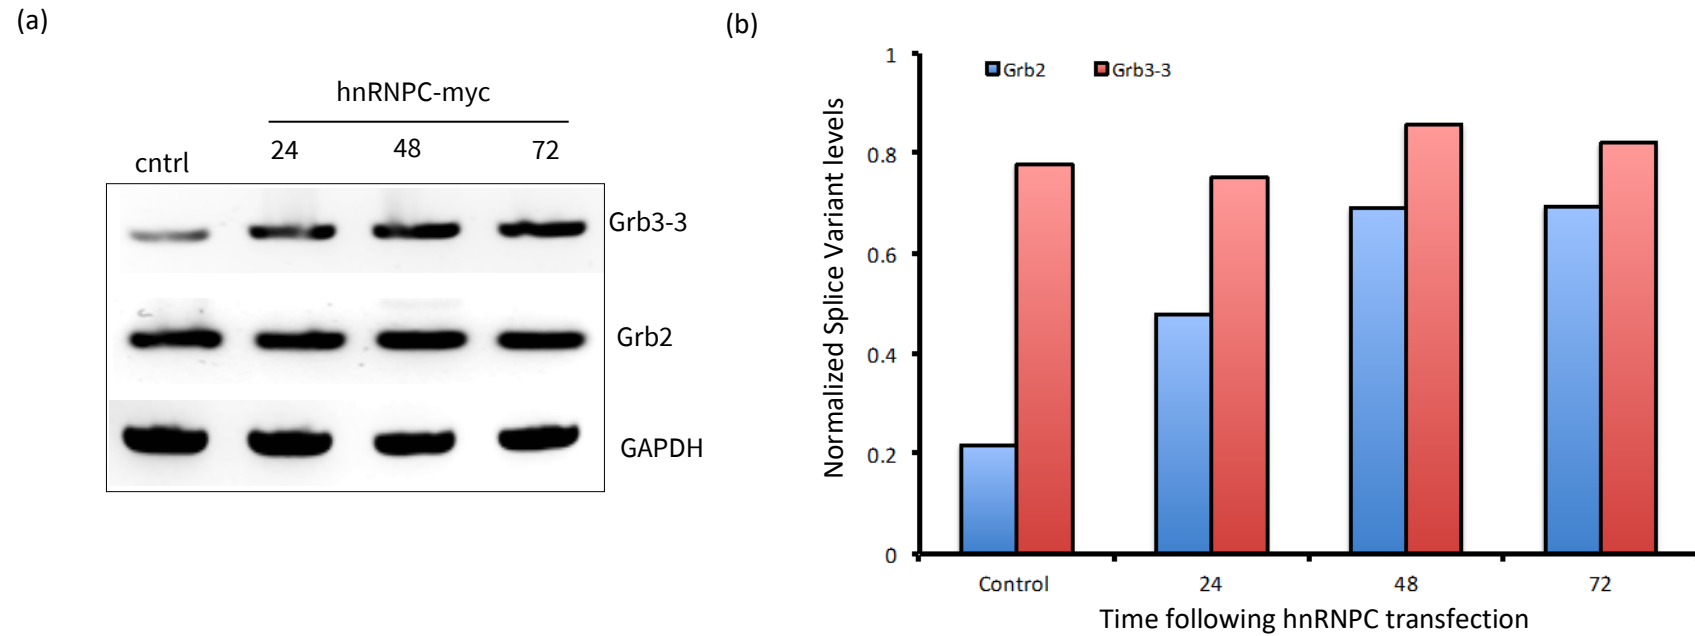 (a)
hnRNPC-myc
cntrl 24 48 72
Grb3-3
Grb2
GAPDH
(b)
Normalized Splice Variant levels
1
0.8
0.6
0.4
0.2
0
Grb2 Grb3-3
Control 24 48 72
Time following hnRNPC transfection